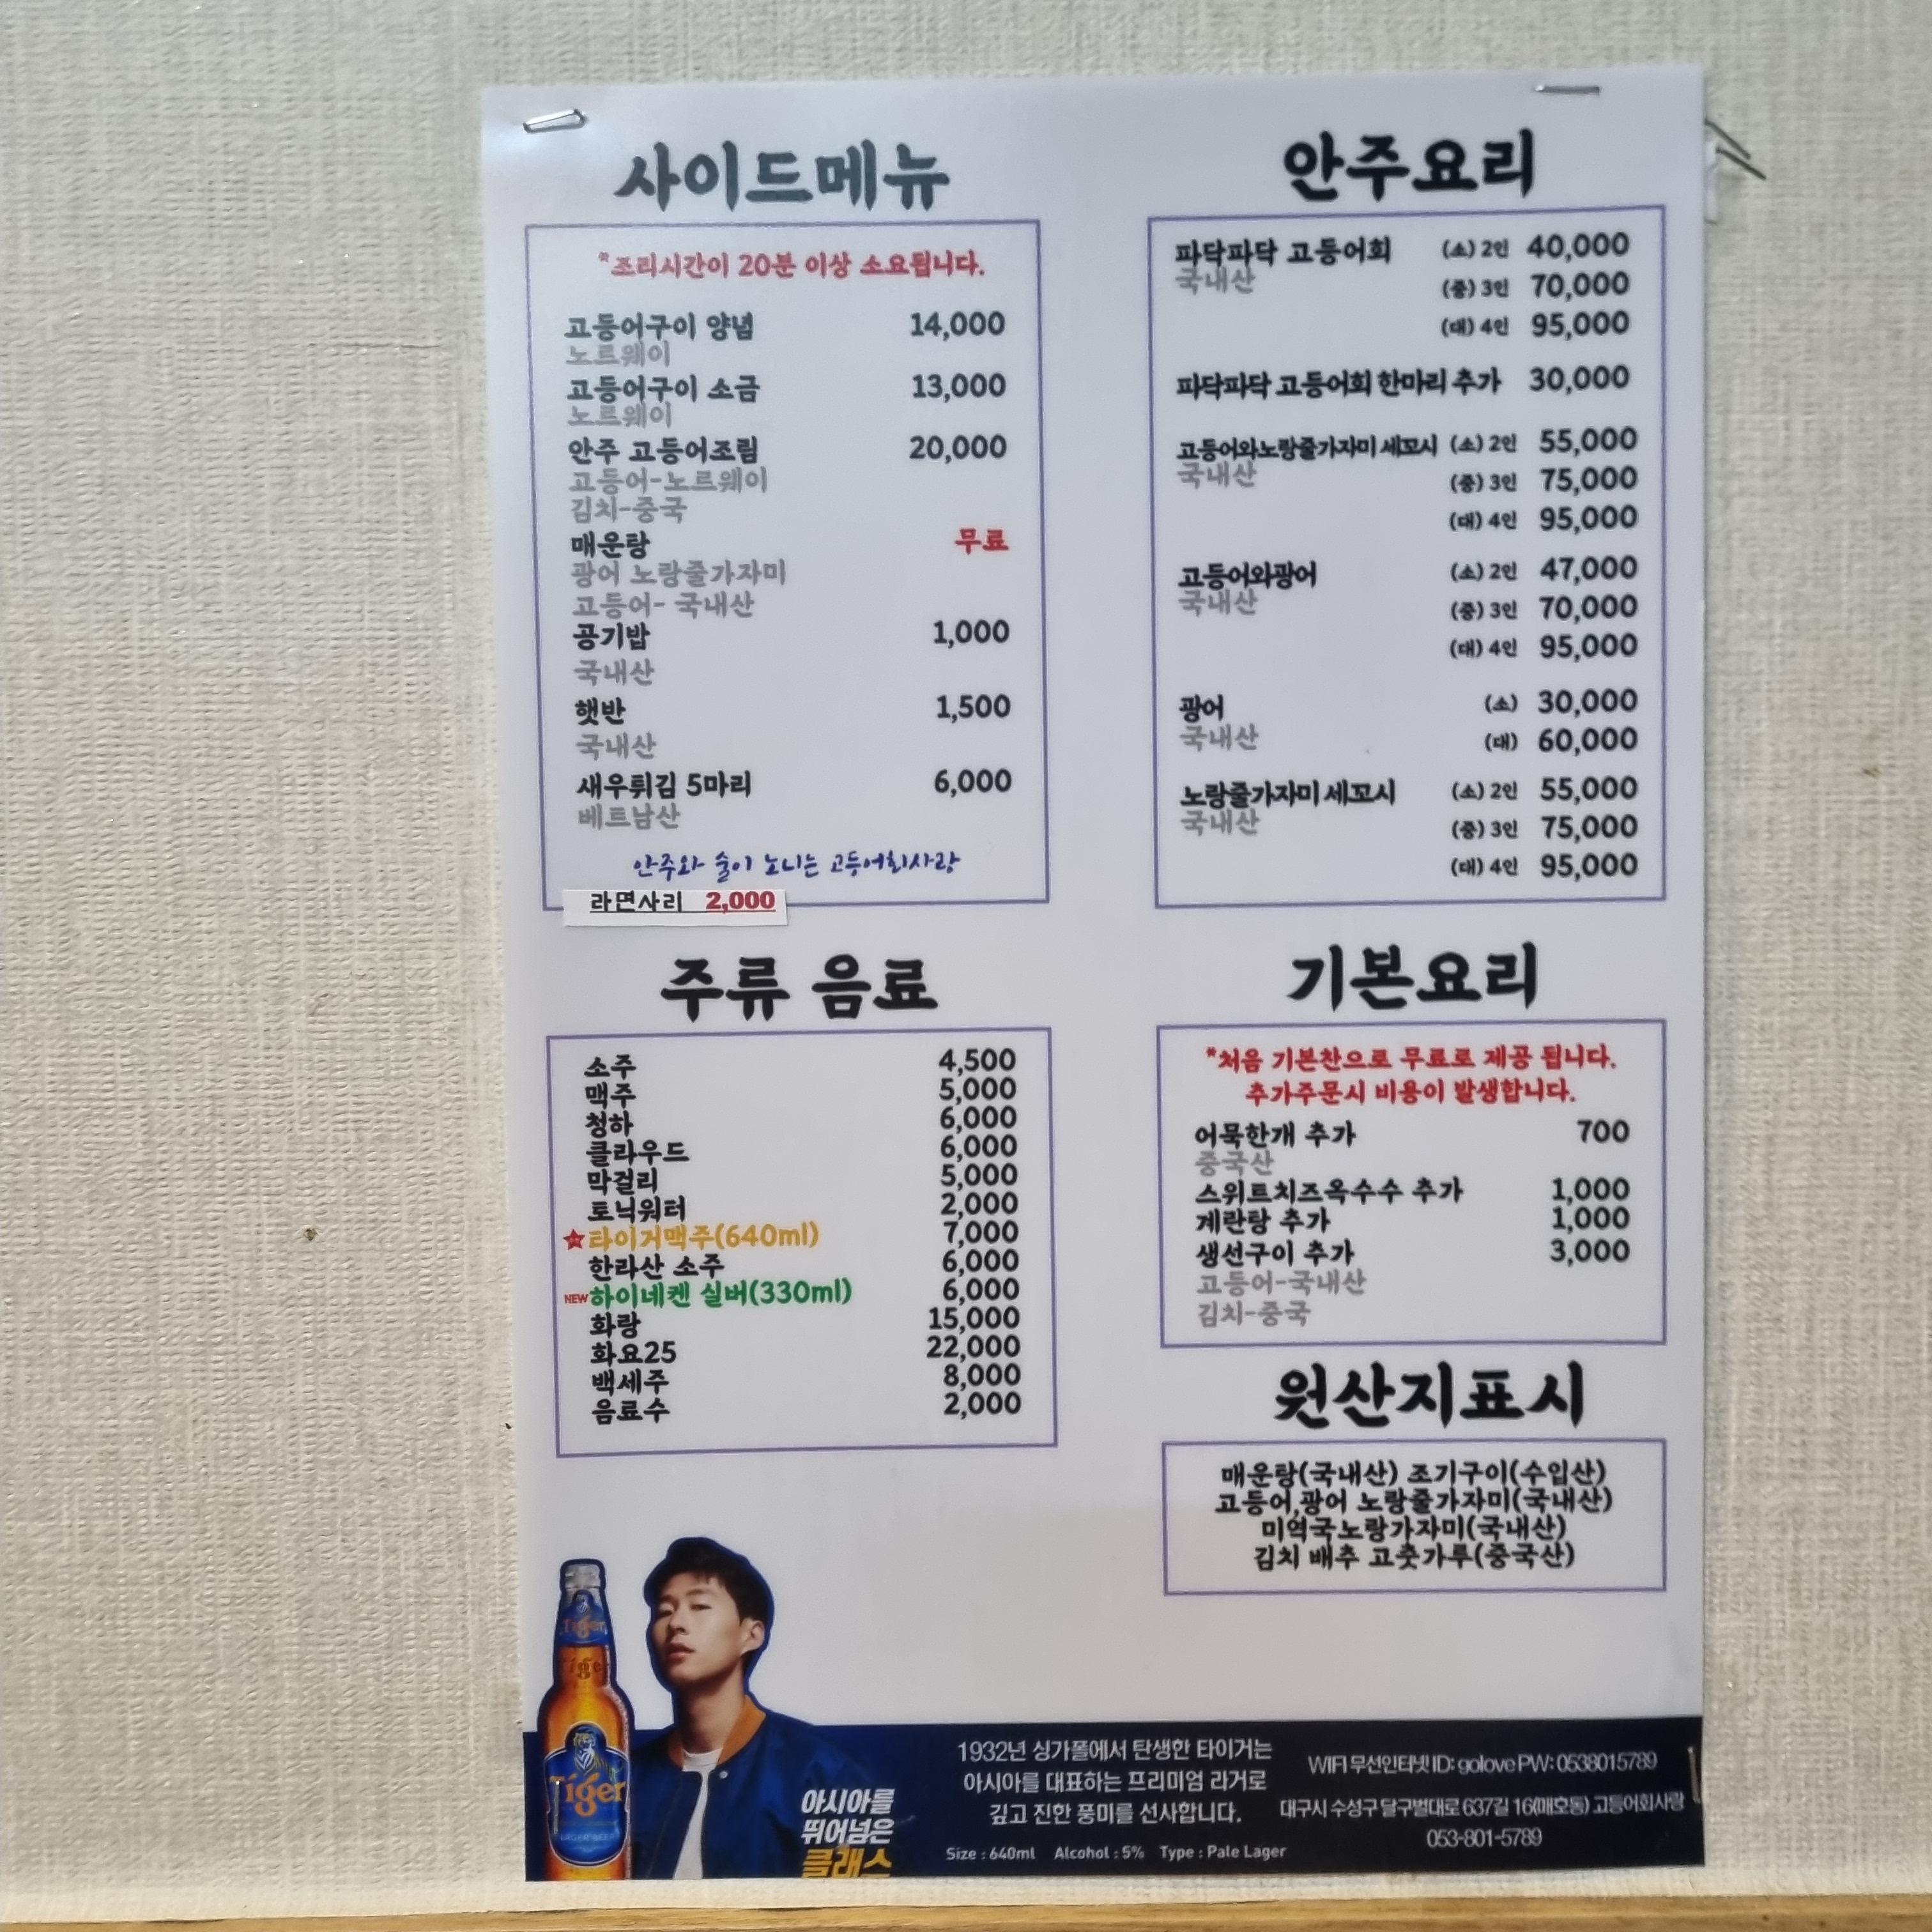 사이드메뉴
*조리시간이 20분 이상 소요됩니다.
고등어구이 양념 14,000
노르웨이
고등어구이 소금 13,000
노르웨이
안주 고등어조림 20,000
고등어-노르웨이
김치-중국
매운탕 무료
광어 노랑줄가자미
고등어- 국내산
공기밥 1,000
국내산
햇반 1,500
국내산
새우튀김 5마리 6,000
베트남산
안주와 술이 노니는 고등어회사랑
라면사리 2,000
안주요리
파닥파닥 고등어회 (소) 2인 40,000
국내산 (중) 3인 70,000
(대) 4인 95,000
파닥파닥 고등어회 한마리 추가 30,000
고등어와노랑줄가자미 세꼬시 (소) 2인 55,000
국내산 (중) 3인 75,000
(대) 4인 95,000
고등어와광어 (소) 2인 47,000
국내산 (중) 3인 70,000
(대) 4인 95,000
광어 (소) 30,000
국내산 (대) 60,000
노랑줄가자미 세꼬시 (소) 2인 55,000
국내산 (중) 3인 75,000
(대) 4인 95,000
주류 음료
소주 4,500
맥주 5,000
청하 6,000
클라우드 6,000
막걸리 5,000
토닉워터 2,000
타이거맥주(640ml) 7,000
한라산 소주 6,000
NEW 하이네켄 실버(330ml) 6,000
화랑 15,000
화요25 22,000
백세주 8,000
음료수 2,000
기본요리
*처음 기본찬으로 무료로 제공 됩니다.
추가주문시 비용이 발생합니다.
어묵한개 추가 700
중국산
스위트치즈옥수수 추가 1,000
계란탕 추가 1,000
생선구이 추가 3,000
고등어-국내산
김치-중국
원산지표시
매운탕(국내산) 조기구이(수입산)
고등어,광어 노랑줄가자미(국내산)
미역국노랑가자미(국내산)
김치 배추 고춧가루(중국산)
Tiger
Tiger
Tiger
LAGER BEER
아시아를
뛰어넘은
클래스
1932년 싱가폴에서 탄생한 타이거는
아시아를 대표하는 프리미엄 라거로
깊고 진한 풍미를 선사합니다.
Size : 640ml Alcohol : 5% Type : Pale Lager
WIFI 무선인터넷 ID: golove PW: 0538015789
대구시 수성구 달구벌대로 637길 16(매호동) 고등어회사랑
053-801-5789